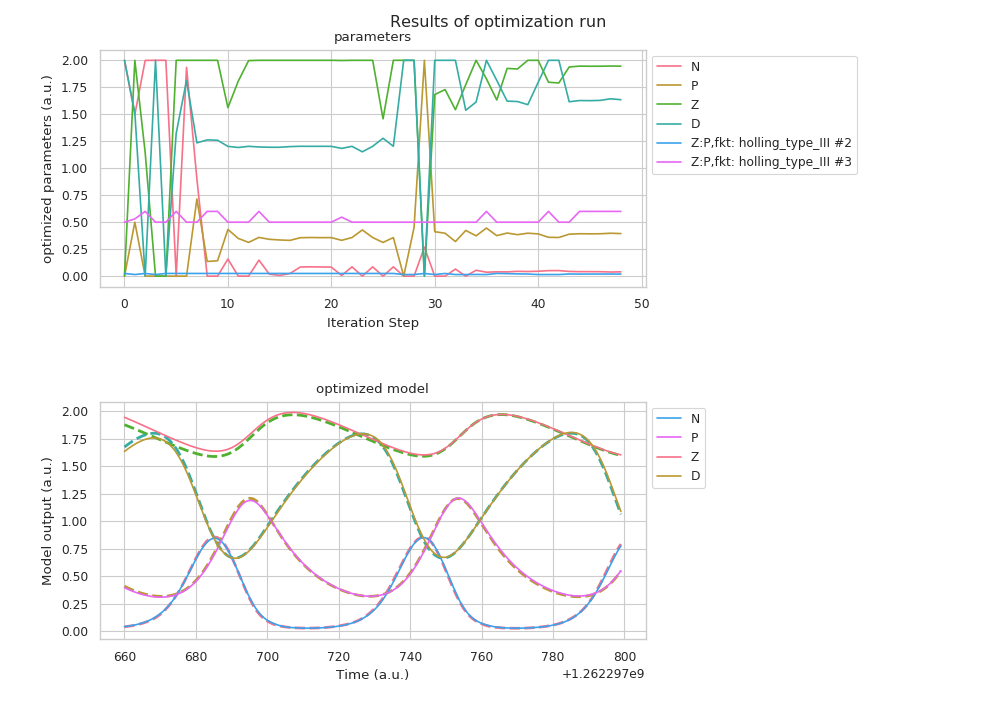 Results of optimization run
parameters
optimized parameters (a.u.)
2.00
1.75
1.50
1.25
1.00
0.75
0.50
0.25
0.00
0
10
20
30
40
50
Iteration Step
N
P
Z
D
Z:P,fkt: holling_type_III #2
Z:P,fkt: holling_type_III #3
optimized model
Model output (a.u.)
2.00
1.75
1.50
1.25
1.00
0.75
0.50
0.25
0.00
660
680
700
720
740
760
780
800
Time (a.u.)
+1.262297e9
N
P
Z
D